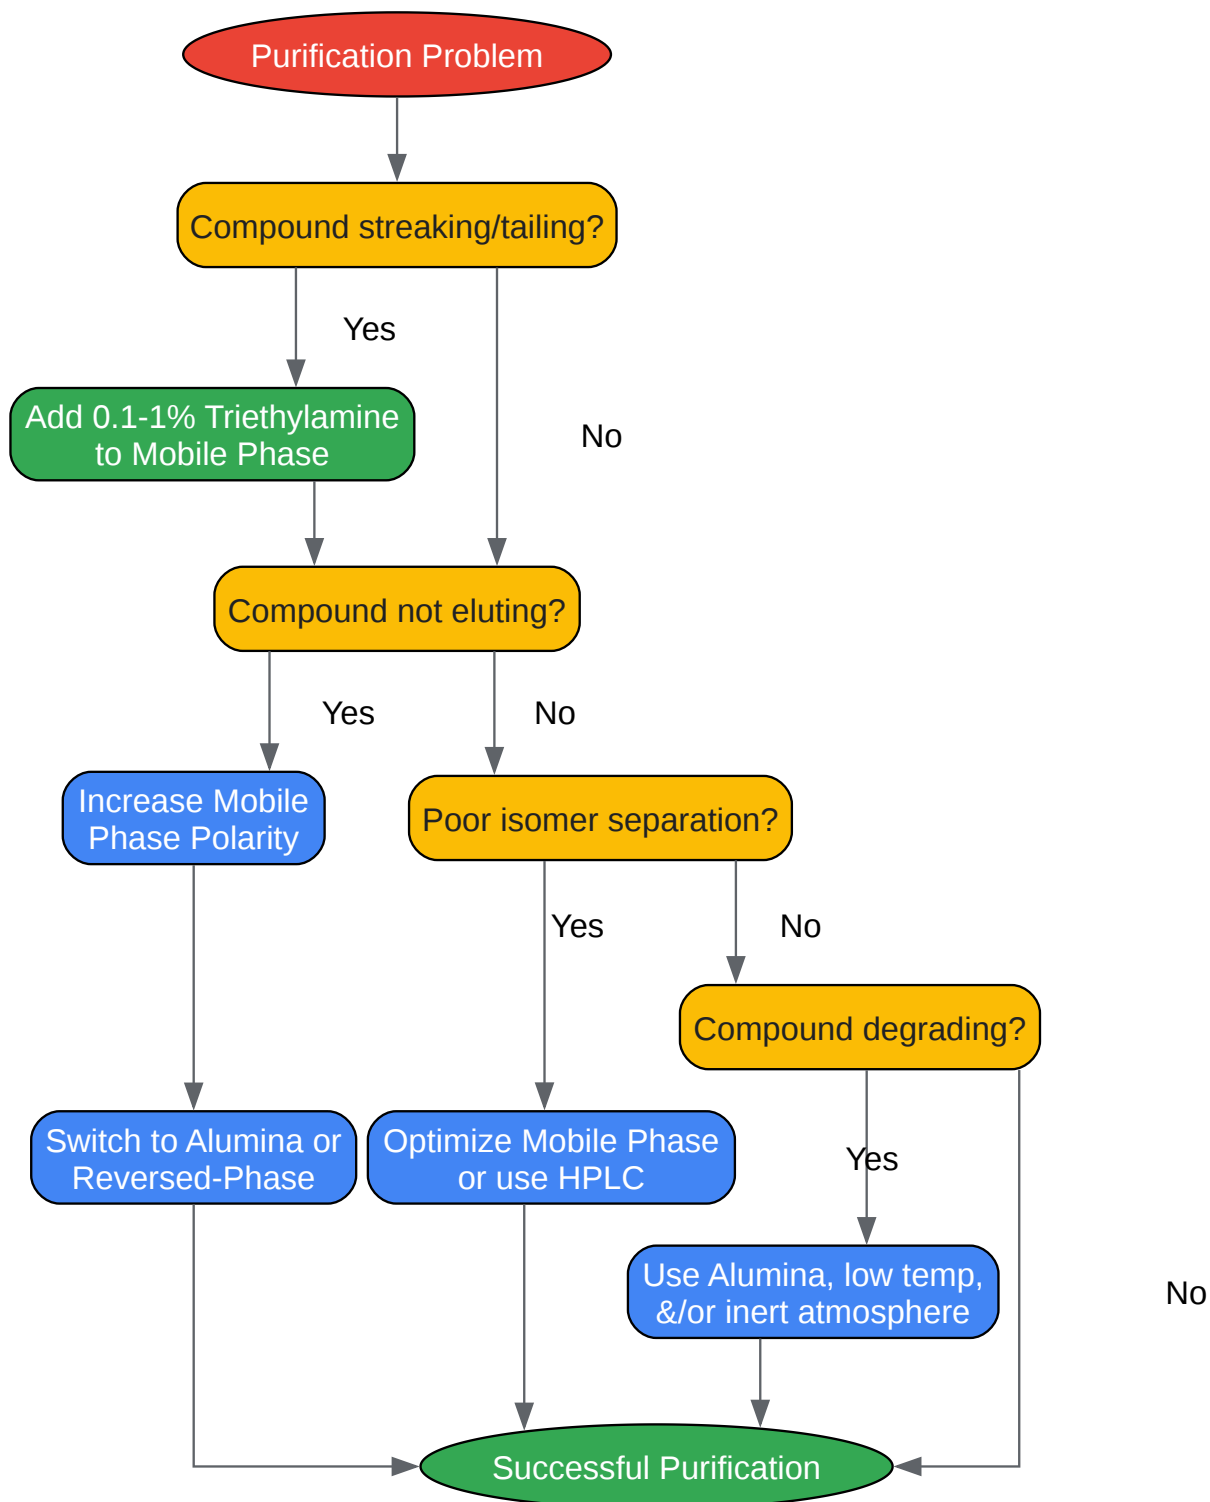 Purification Problem
Compound streaking/tailing?
Yes
Add 0.1-1% Triethylamine
to Mobile Phase
No
Compound not eluting?
Yes
No
Increase Mobile
Phase Polarity
Poor isomer separation?
Yes
No
Compound degrading?
Switch to Alumina or
Reversed-Phase
Optimize Mobile Phase
or use HPLC
Yes
Use Alumina, low temp,
&/or inert atmosphere
No
Successful Purification